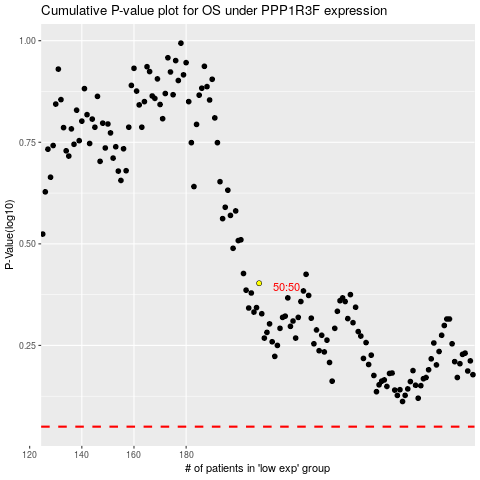 Cumulative P-value plot for OS under PPP1R3F expression
1.00
0.75
0.50
0.25
P-Value(log10)
50:50
120 140 160 180
# of patients in 'low exp' group